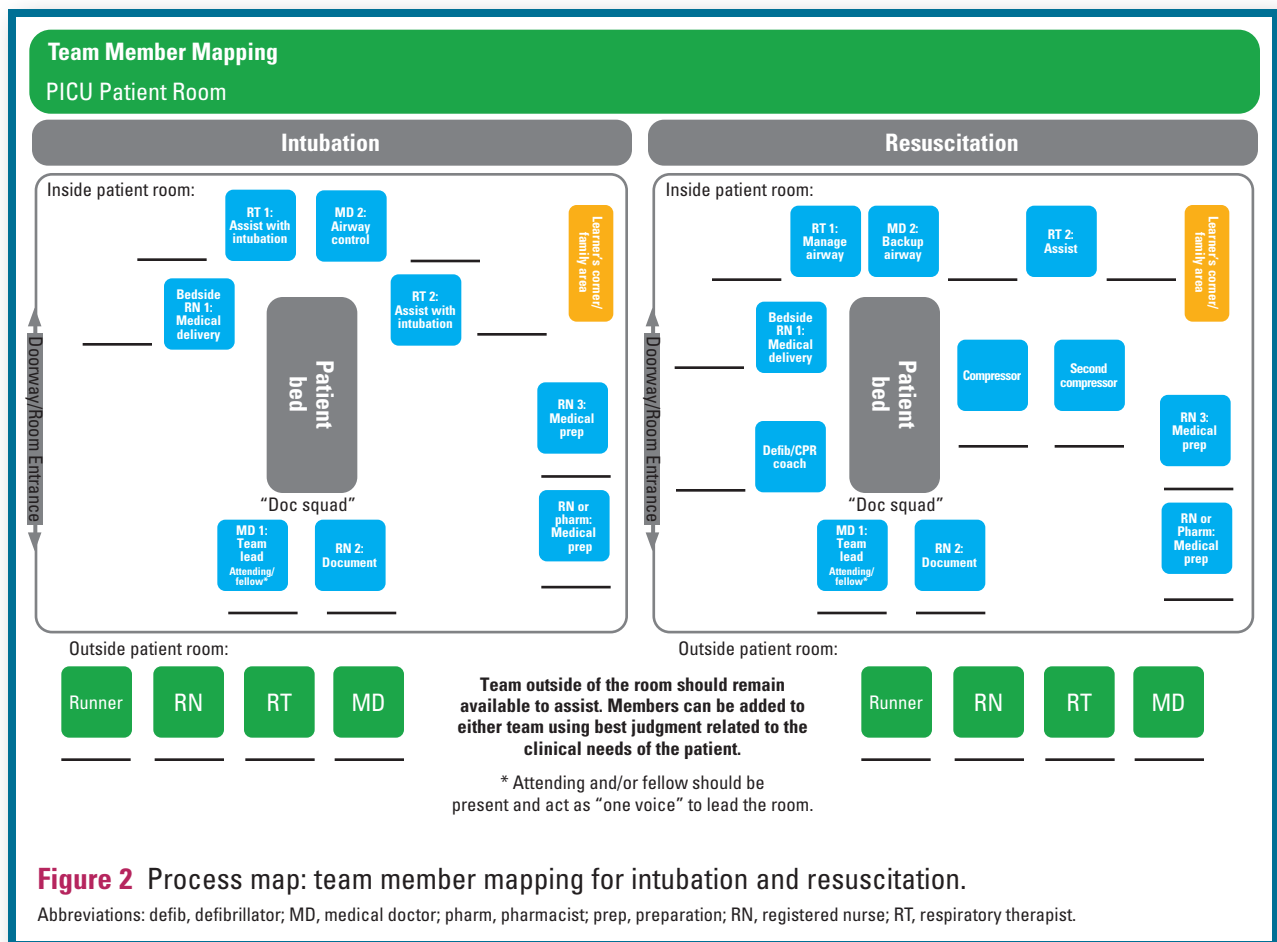 Team Member Mapping
PICU Patient Room
Intubation
Inside patient room:
RT 1:
Assist with
intubation
MD 2:
Airway
control
Learner's corner/
family area
Bedside
RN 1:
Medical
delivery
RT 2:
Assist with
intubation
Doorway/Room Entrance
Patient
bed
RN 3:
Medical
prep
"Doc squad"
RN or
pharm:
Medical
prep
MD 1:
Team
lead
Attending/
fellow*
RN 2:
Document
Outside patient room:
Runner
RN
RT
MD
Resuscitation
Inside patient room:
RT 1:
Manage
airway
MD 2:
Backup
airway
RT 2:
Assist
Learner's corner/
family area
Bedside
RN 1:
Medical
delivery
Doorway/Room Entrance
Patient
bed
Compressor
Second
compressor
RN 3:
Medical
prep
Defib/CPR
coach
"Doc squad"
RN or
Pharm:
Medical
prep
MD 1:
Team
lead
Attending/
fellow*
RN 2:
Document
Outside patient room:
Runner
RN
RT
MD
Team outside of the room should remain
available to assist. Members can be added to
either team using best judgment related to the
clinical needs of the patient.
* Attending and/or fellow should be
present and act as "one voice" to lead the room.
Figure 2 Process map: team member mapping for intubation and resuscitation.
Abbreviations: defib, defibrillator; MD, medical doctor; pharm, pharmacist; prep, preparation; RN, registered nurse; RT, respiratory therapist.